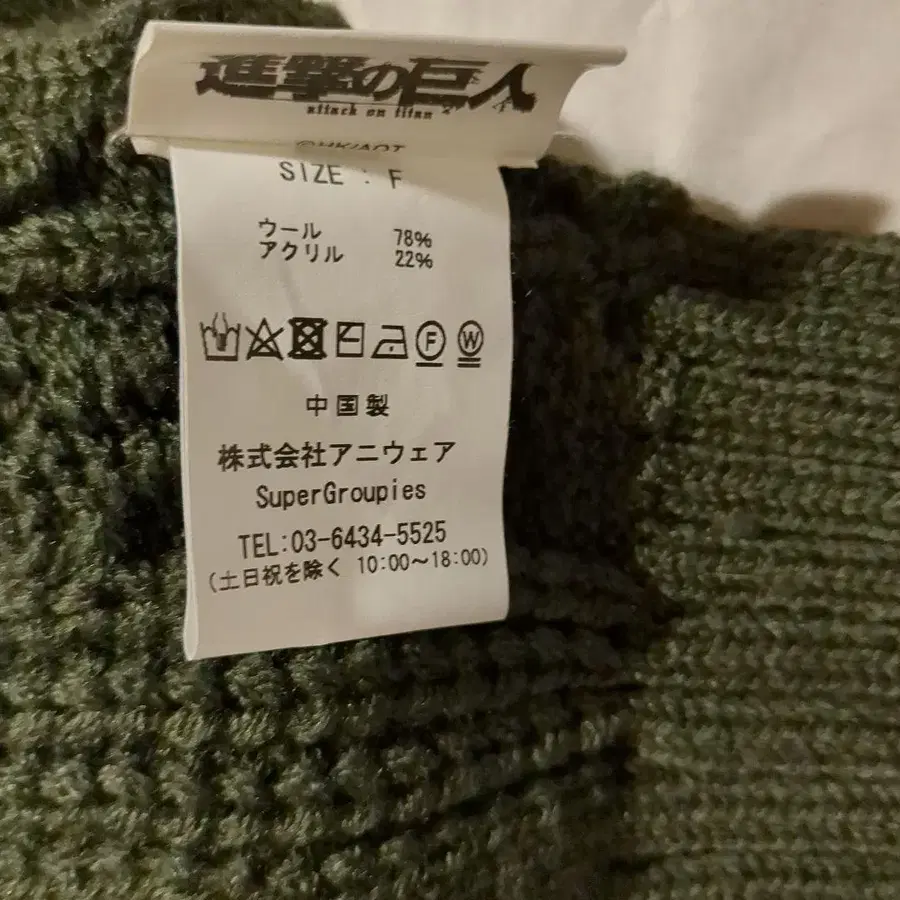 進撃の巨人
attack on titan
SIZE : F
ウール 78%
アクリル 22%
F W
中国製
株式会社アニウェア
SuperGroupies
TEL:03-6434-5525
(土日祝を除く 10:00〜18:00)